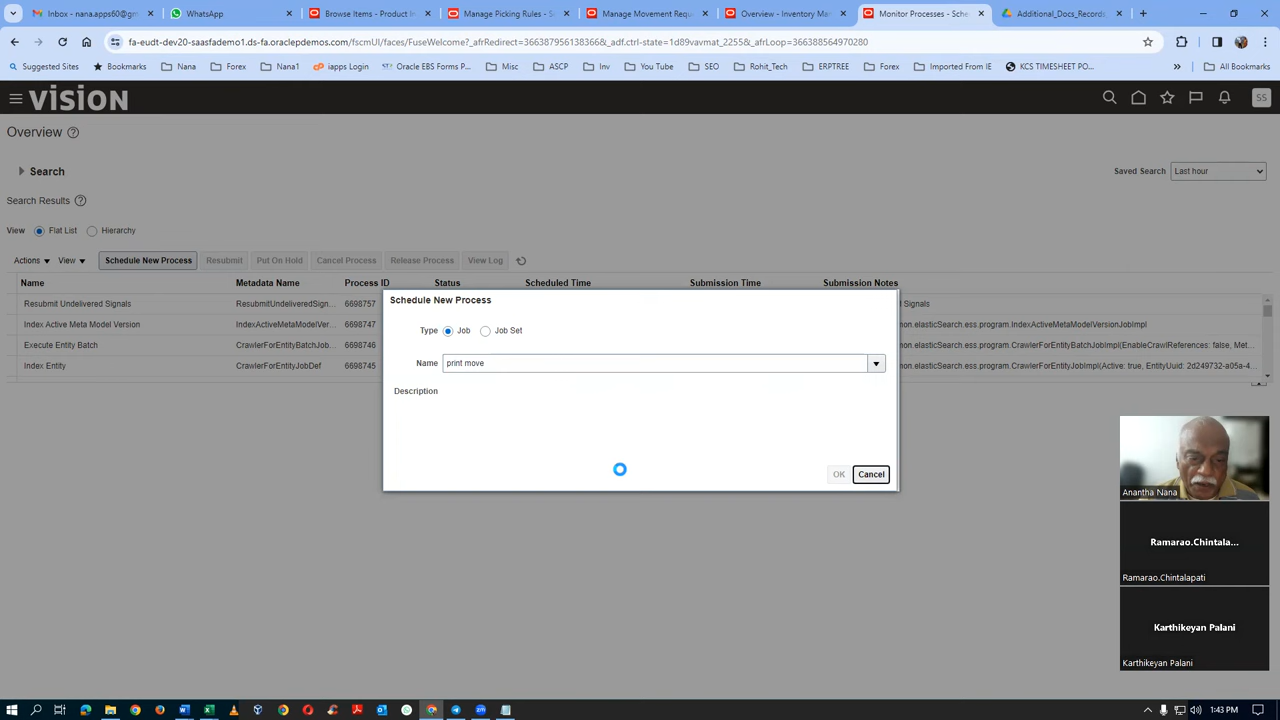 Inbox - nana.apps60@gm
WhatsApp
Browse Items - Product In
Manage Picking Rules - Sc
Manage Movement Requ
Overview - Inventory Man
Monitor Processes - Sche
Additional_Docs_Records
fa-eudt-dev20-saasfademo1.ds-fa.oraclepdemos.com/fscmUI/faces/FuseWelcome?_afrRedirect=3663879561383668&_adf.ctrl-state=1d89vavmat_2255&_afrLoop=366388564970280
Suggested Sites
Bookmarks
Nana
Forex
Nana1
iapps Login
Oracle EBS Forms P...
Misc
ASCP
Inv
You Tube
SEO
Rohit_Tech
ERPTREE
Forex
Imported From IE
KCS TIMESHEET PO...
All Bookmarks
VISION
SS
Overview
Search
Saved Search
Last hour
Search Results
View
Flat List
Hierarchy
Actions
View
Schedule New Process
Resubmit
Put On Hold
Cancel Process
Release Process
View Log
Name
Metadata Name
Process ID
Status
Scheduled Time
Submission Time
Submission Notes
Resubmit Undelivered Signals
ResubmitUndeliveredSign...
6698757
Signals
Index Active Meta Model Version
IndexActiveMetaModelVer...
6698747
mon.elasticSearch.ess.program.IndexActiveMetaModelVersionJobImpl
Execute Entity Batch
CrawlerForEntityBatchJob...
6698746
mon.elasticSearch.ess.program.CrawlerForEntityBatchJobImpl(EnableCrawlReferences: false, Met...
Index Entity
CrawlerForEntityJobDef
6698745
mon.elasticSearch.ess.program.CrawlerForEntityJobImpl(Active: true, EntityUuid: 2d249732-a05a-4...
Schedule New Process
Type
Job
Job Set
Name
print move
Description
OK
Cancel
Anantha Nana
Ramarao.Chintala...
Ramarao.Chintalapati
Karthikeyan Palani
Karthikeyan Palani
1:43 PM